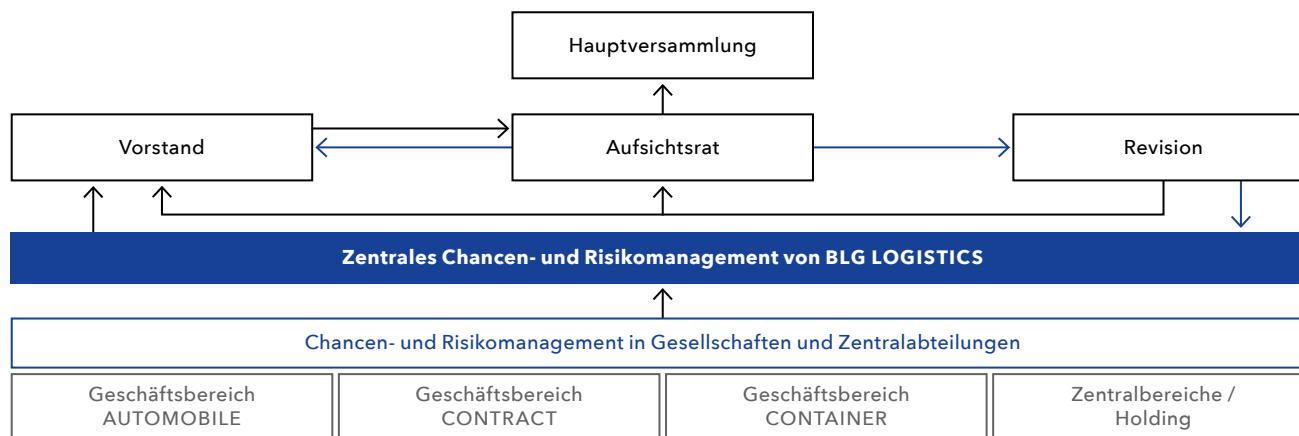 Hauptversammlung
Vorstand
Aufsichtsrat
Revision
Zentrales Chancen- und Risikomanagement von BLG LOGISTICS
Chancen- und Risikomanagement in Gesellschaften und Zentralabteilungen
Geschäftsbereich
AUTOMOBILE
Geschäftsbereich
CONTRACT
Geschäftsbereich
CONTAINER
Zentralbereiche /
Holding